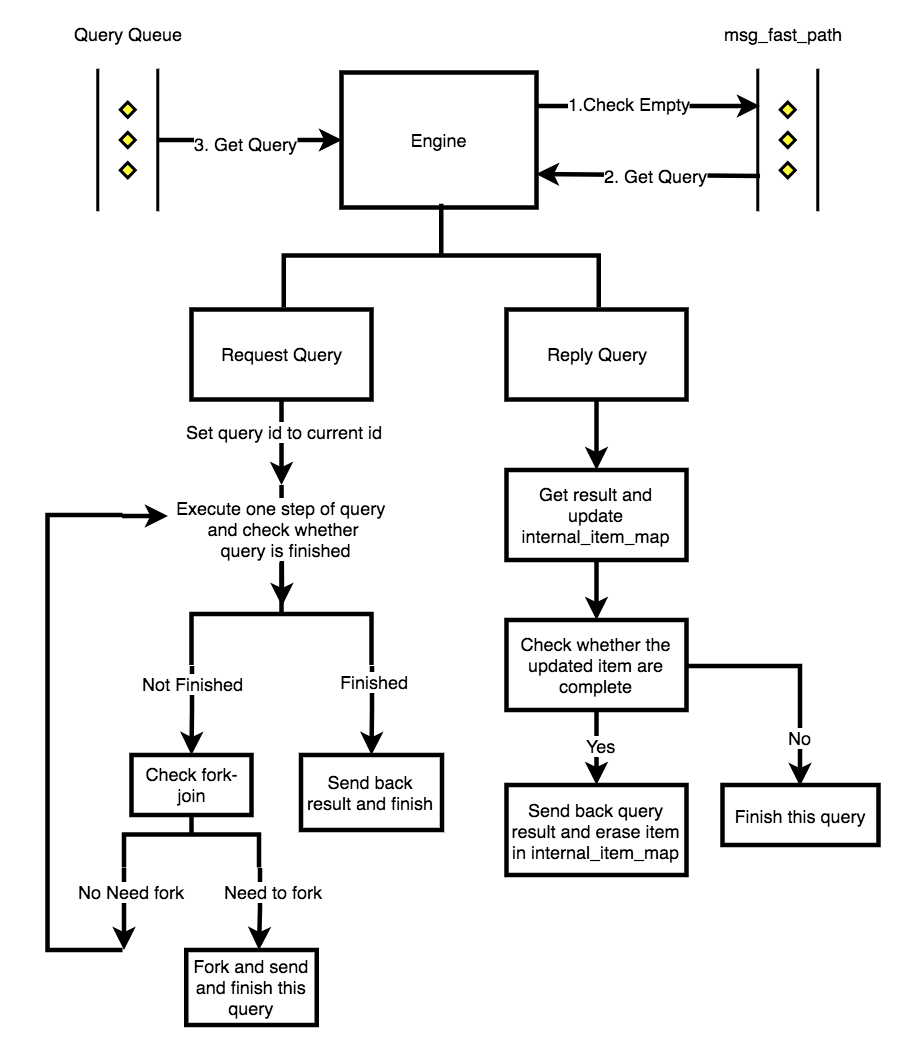 Query Queue
msg_fast_path
1.Check Empty
3. Get Query
Engine
2. Get Query
Request Query
Reply Query
Set query id to current id
Execute one step of query
and check whether
query is finished
Get result and
update
internal_item_map
Check whether the
updated item are
complete
Not Finished
Finished
Yes
No
Check fork-
join
Send back
result and finish
Send back query
result and erase item
in internal_item_map
Finish this query
No Need fork
Need to fork
Fork and send
and finish this
query